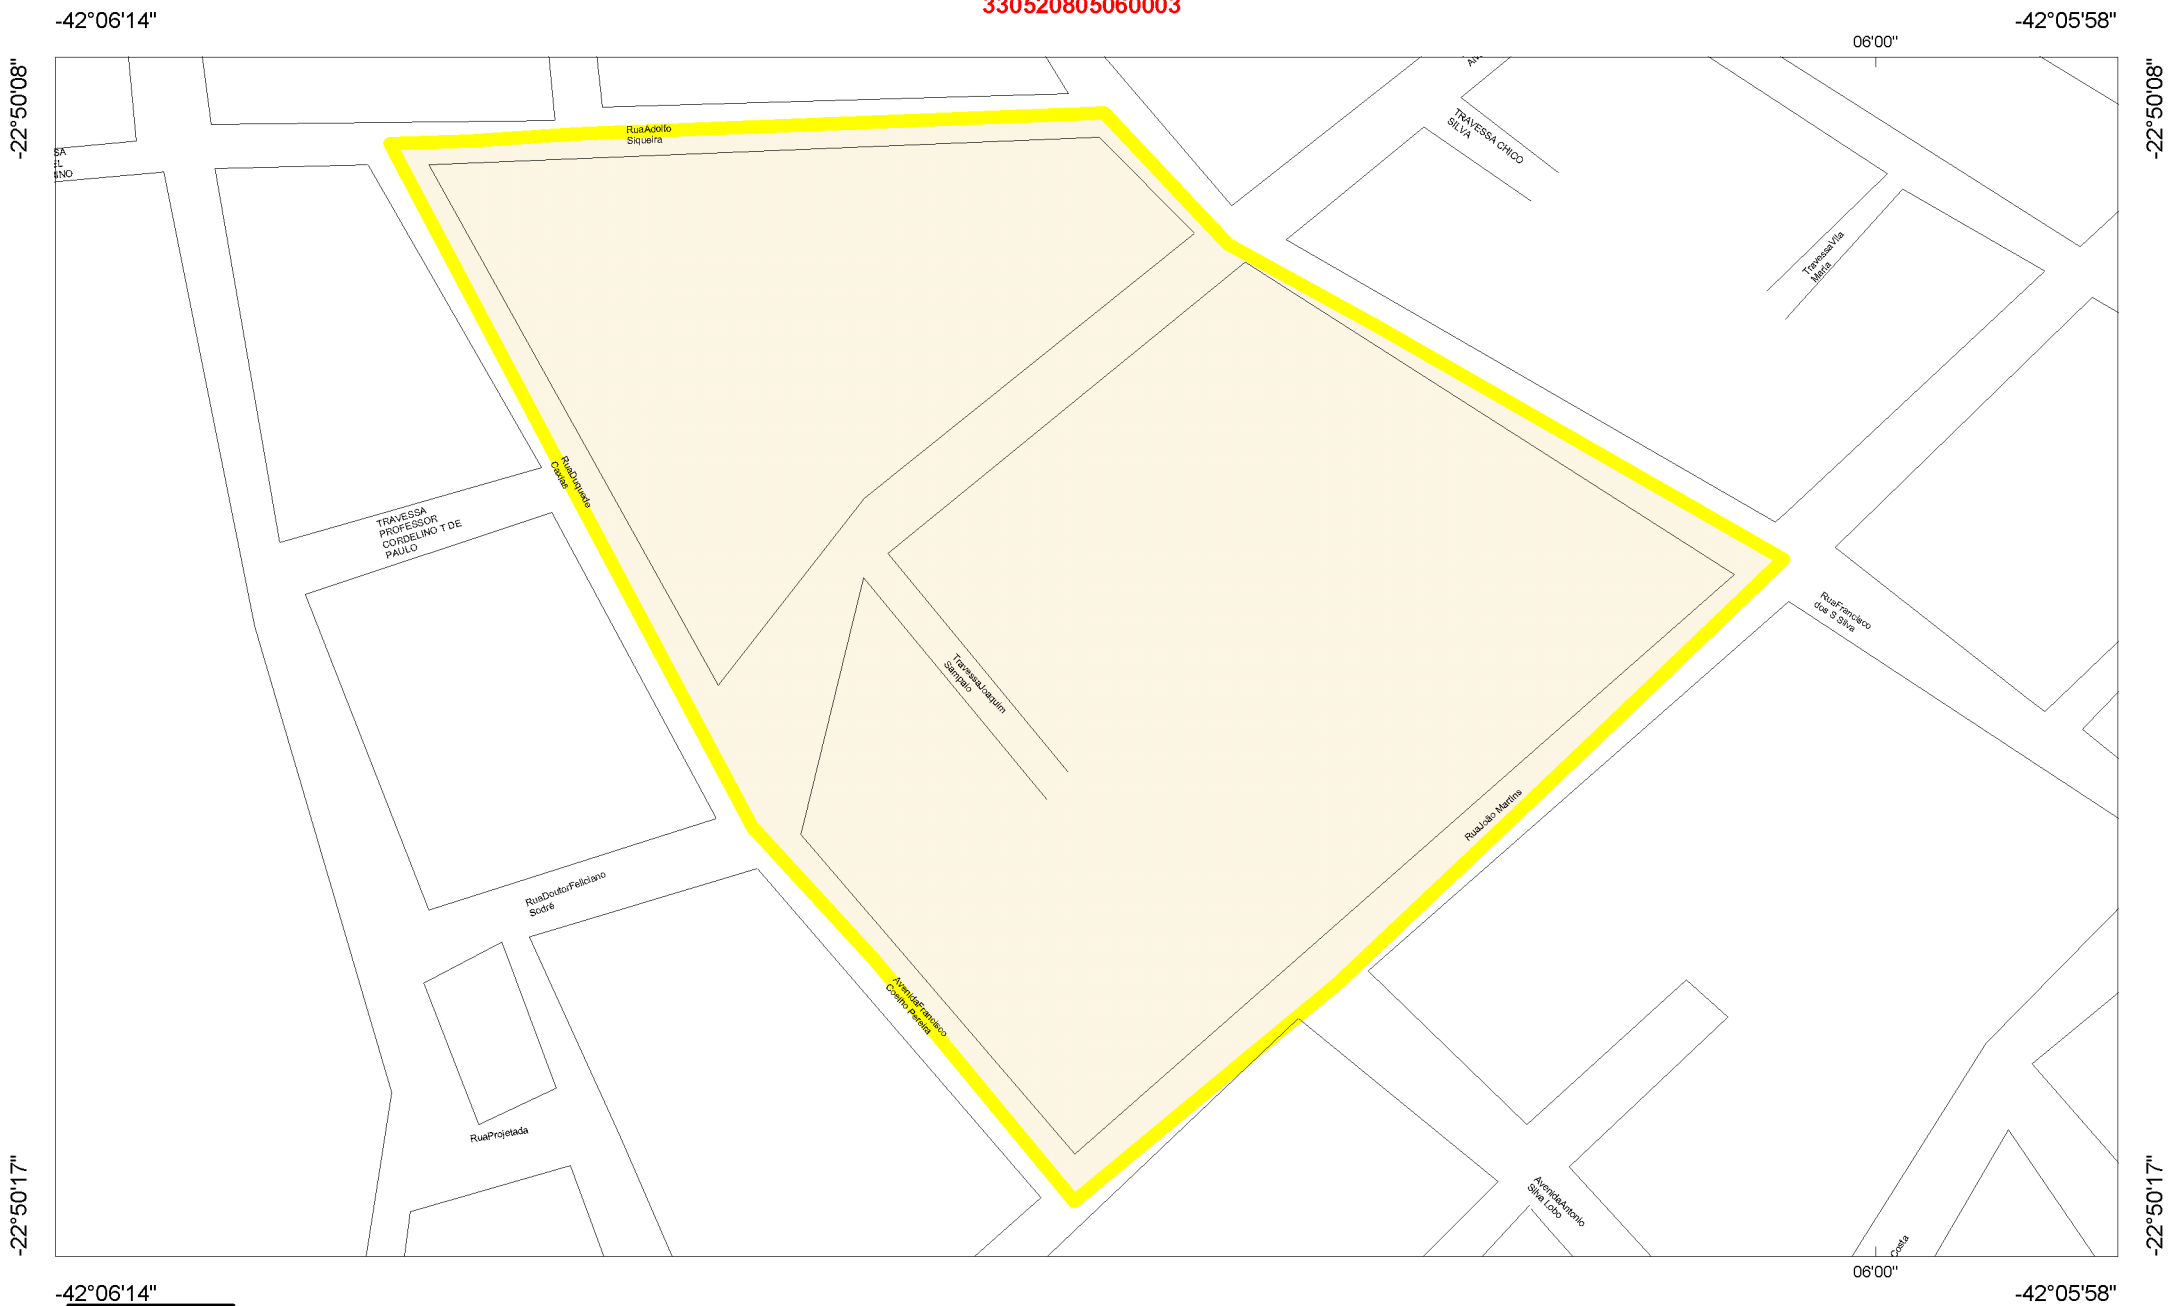 330520805060003
-42°06'14"
-42°05'58"
06'00"
-22°50'08"
-22°50'08"
TRAVESSA CHICO
SILVA
RuaAdolfo
Siqueira
TravessaVila
Maria
RuaDuquede
Caxias
TRAVESSA
PROFESSOR
CORDELINO T DE
PAULO
RuaFrancisco
dos S Silva
TravessaJoaquim
Sampaio
RuaJoão Martins
RuaDoutorFeliciano
Sodré
AvenidaFrancisco
Coelho Pereira
RuaProjetada
AvenidaAntonio
Silva Lobo
Costa
-22°50'17"
-22°50'17"
06'00"
-42°06'14"
-42°05'58"